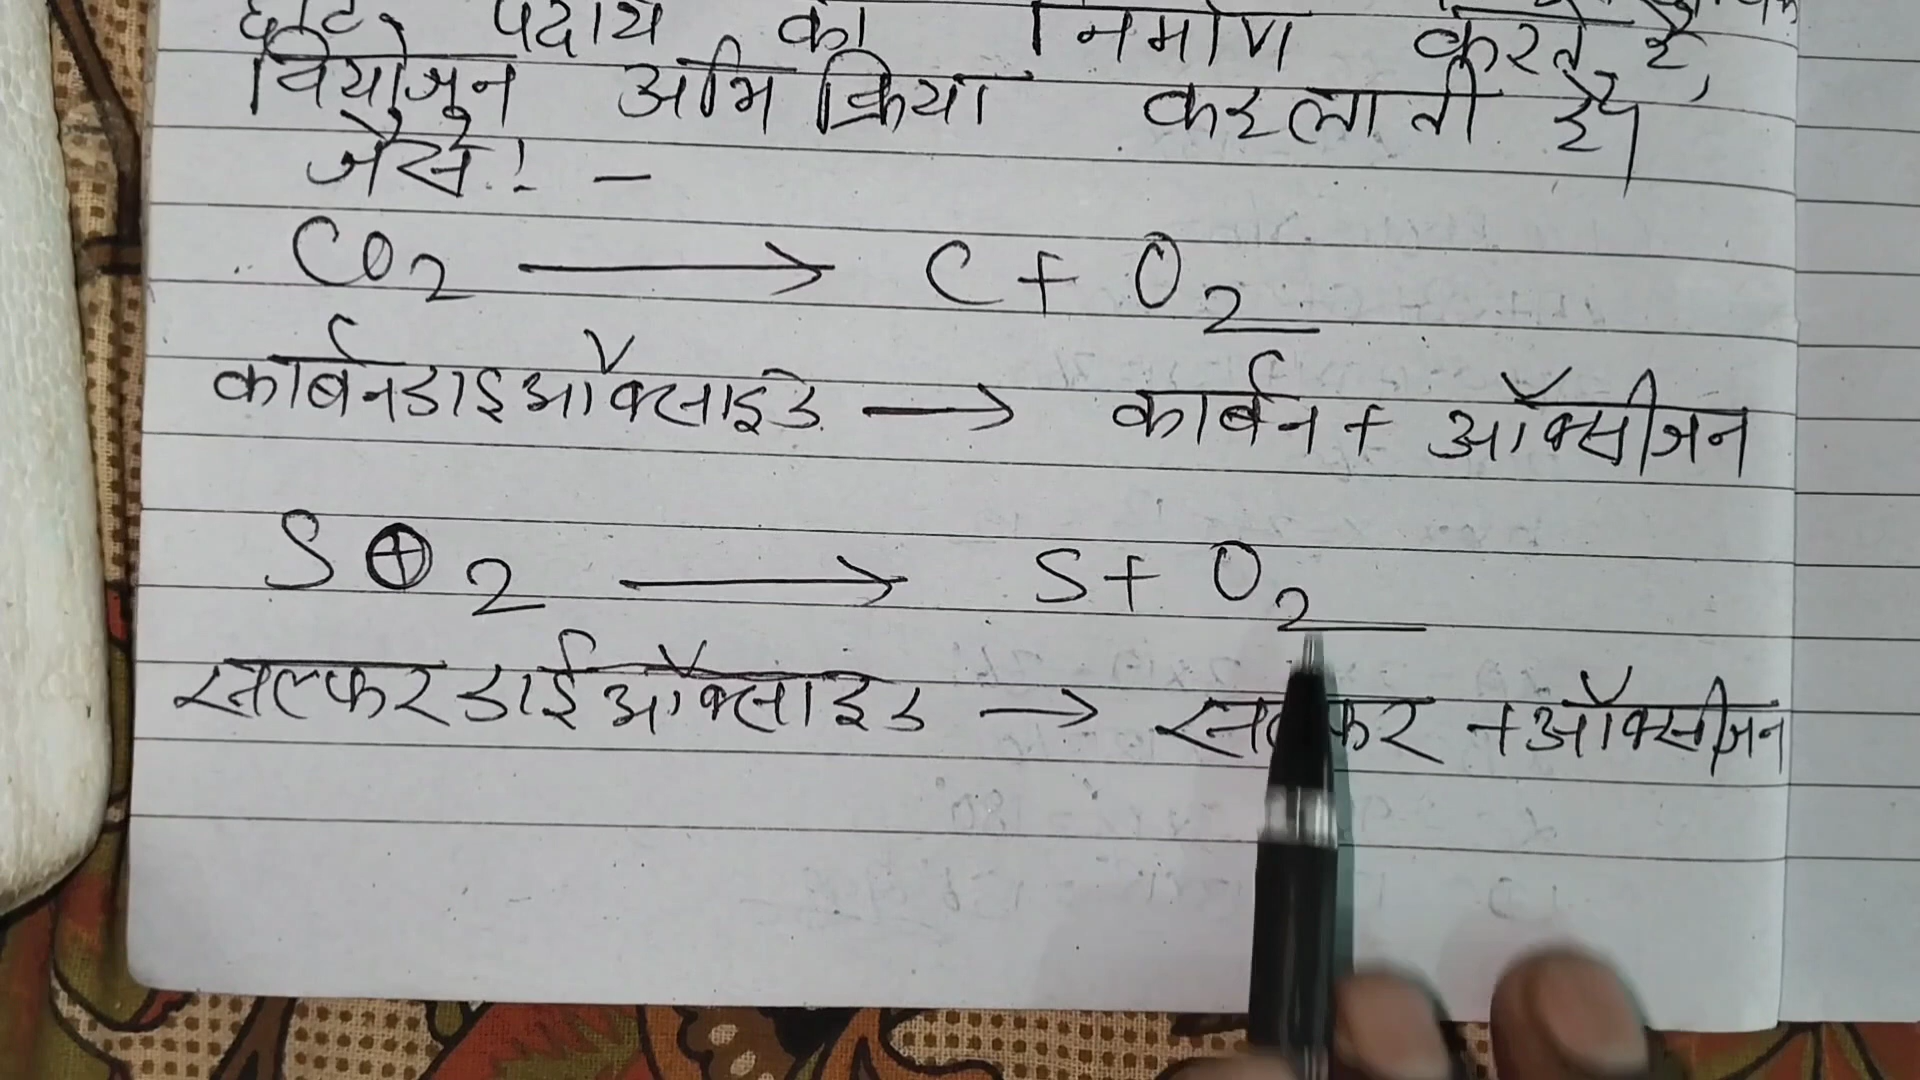 छोटे पदार्थ का निर्माण करते है,
वियोजन अभिक्रिया कहलाती है।
जैसे:! -
CO2 ⟶ C + O2
कार्बनडाइऑक्साइड ⟶ कार्बन + ऑक्सीजन
SO2 ⟶ S + O2
सल्फर डाईऑक्साइड → सल्फर + ऑक्सीजन